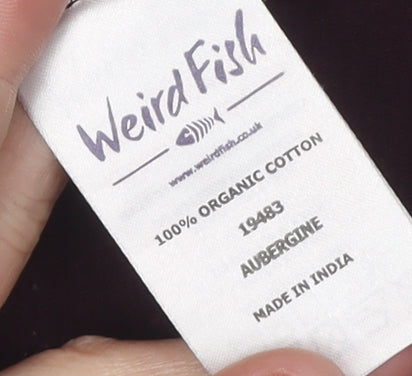 Weird Fish
www.weirdfish.co.uk
100% ORGANIC COTTON
19483
AUBERGINE
MADE IN INDIA